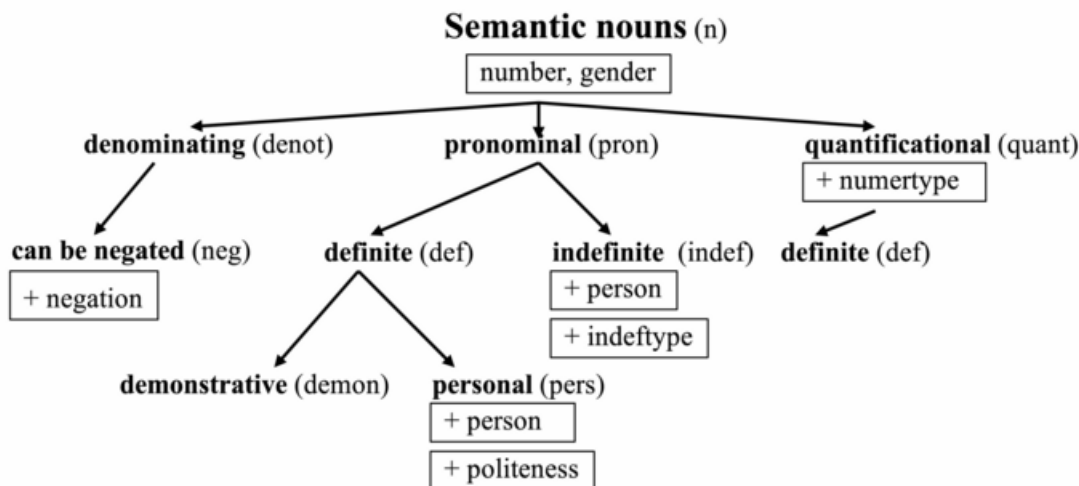 Semantic nouns (n)
number, gender
denominating (denot) pronominal (pron) quantificational (quant)
+ numertype
can be negated (neg) definite (def) indefinite (indef) definite (def)
+ negation
+ person
+ indeftype
demonstrative (demon) personal (pers)
+ person
+ politeness